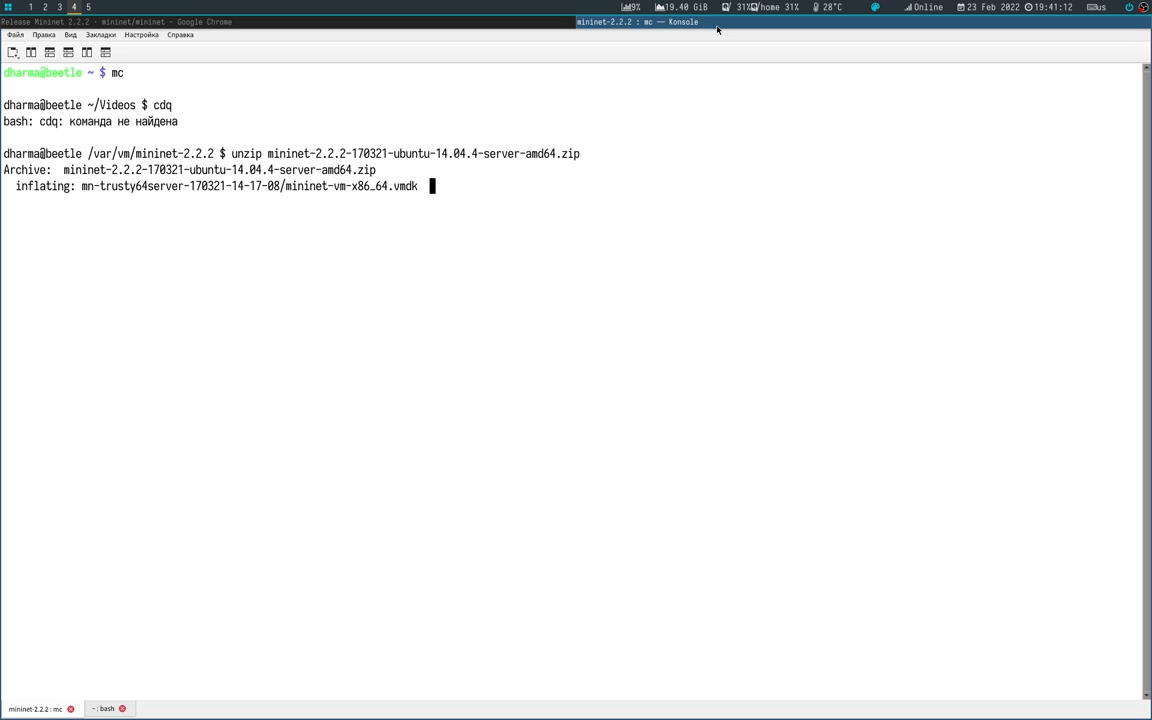 1 2 3 4 5 9% 19.40 GiB 31% /home 31% 28°C Online 23 Feb 2022 19:41:12 us
Release Mininet 2.2.2 · mininet/mininet - Google Chrome
mininet-2.2.2 : mc — Konsole
Файл Правка Вид Закладки Настройка Справка
dharma@beetle ~ $ mc
dharma@beetle ~/Videos $ cdq
bash: cdq: команда не найдена
dharma@beetle /var/vm/mininet-2.2.2 $ unzip mininet-2.2.2-170321-ubuntu-14.04.4-server-amd64.zip
Archive:  mininet-2.2.2-170321-ubuntu-14.04.4-server-amd64.zip
  inflating: mn-trusty64server-170321-14-17-08/mininet-vm-x86_64.vmdk
mininet-2.2.2 : mc
~ : bash